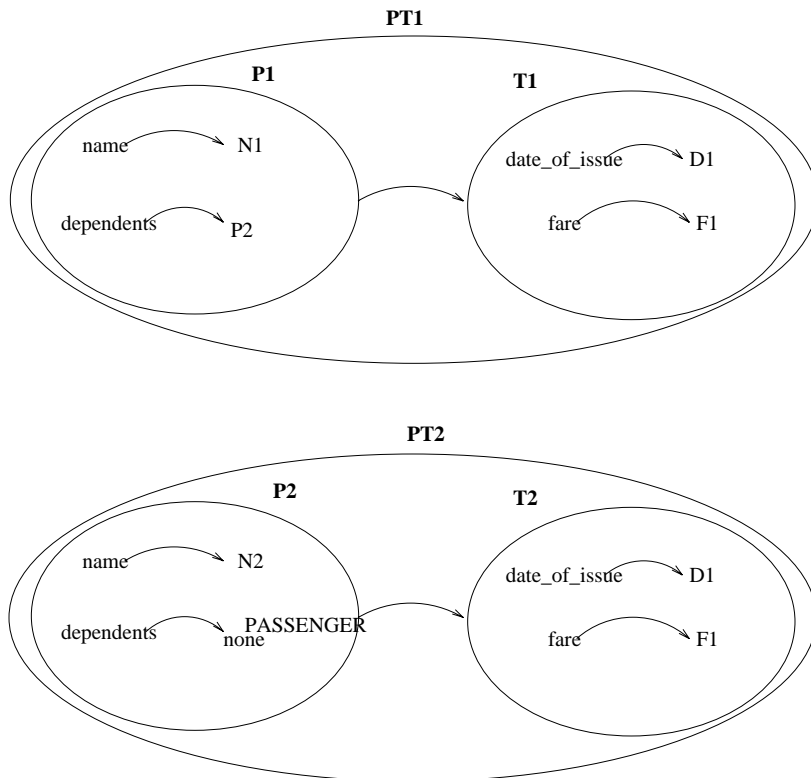 PT1
P1 T1
name N1 date_of_issue D1
dependents P2 fare F1
PT2
P2 T2
name N2 date_of_issue D1
dependents none PASSENGER fare F1